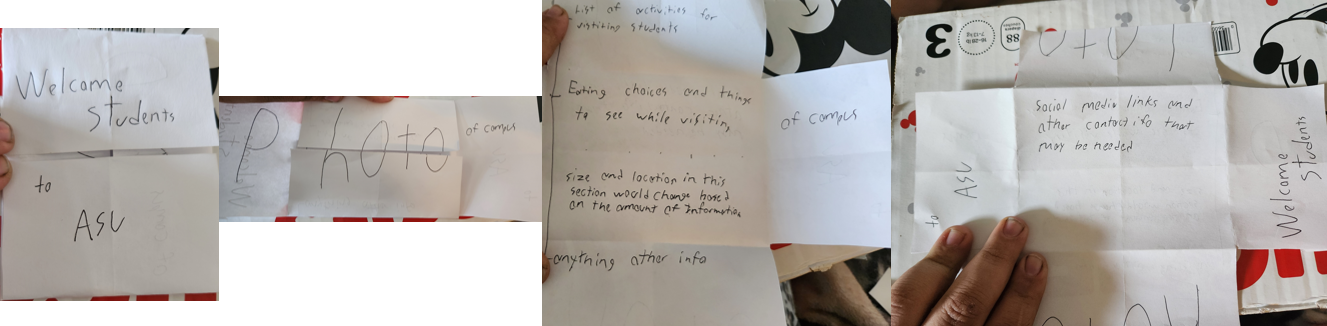 Welcome
Students
to
ASU
Photo
of campus
List of activities for
visiting students
Eating choices and things
to see while visiting
of campus
size and location in this
section would change based
on the amount of Information
anything other info
3
88
Social media links and
other contact info that
may be needed
to
ASU
Welcome
Students